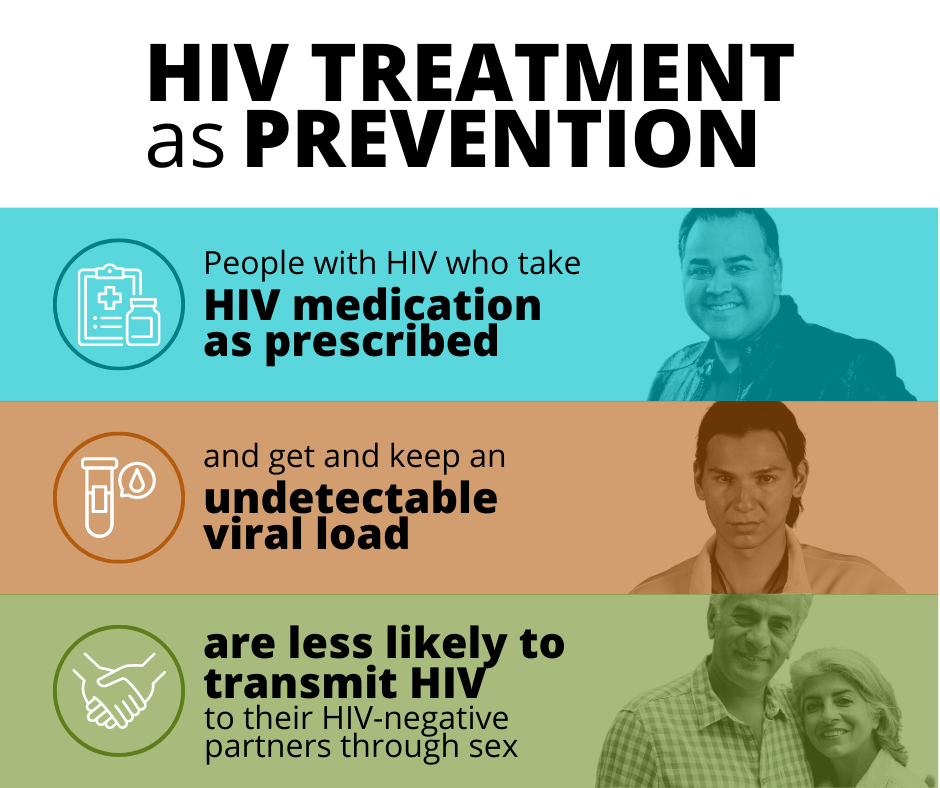 HIV TREATMENT
as PREVENTION
People with HIV who take
HIV medication
as prescribed
and get and keep an
undetectable
viral load
are less likely to
transmit HIV
to their HIV-negative
partners through sex